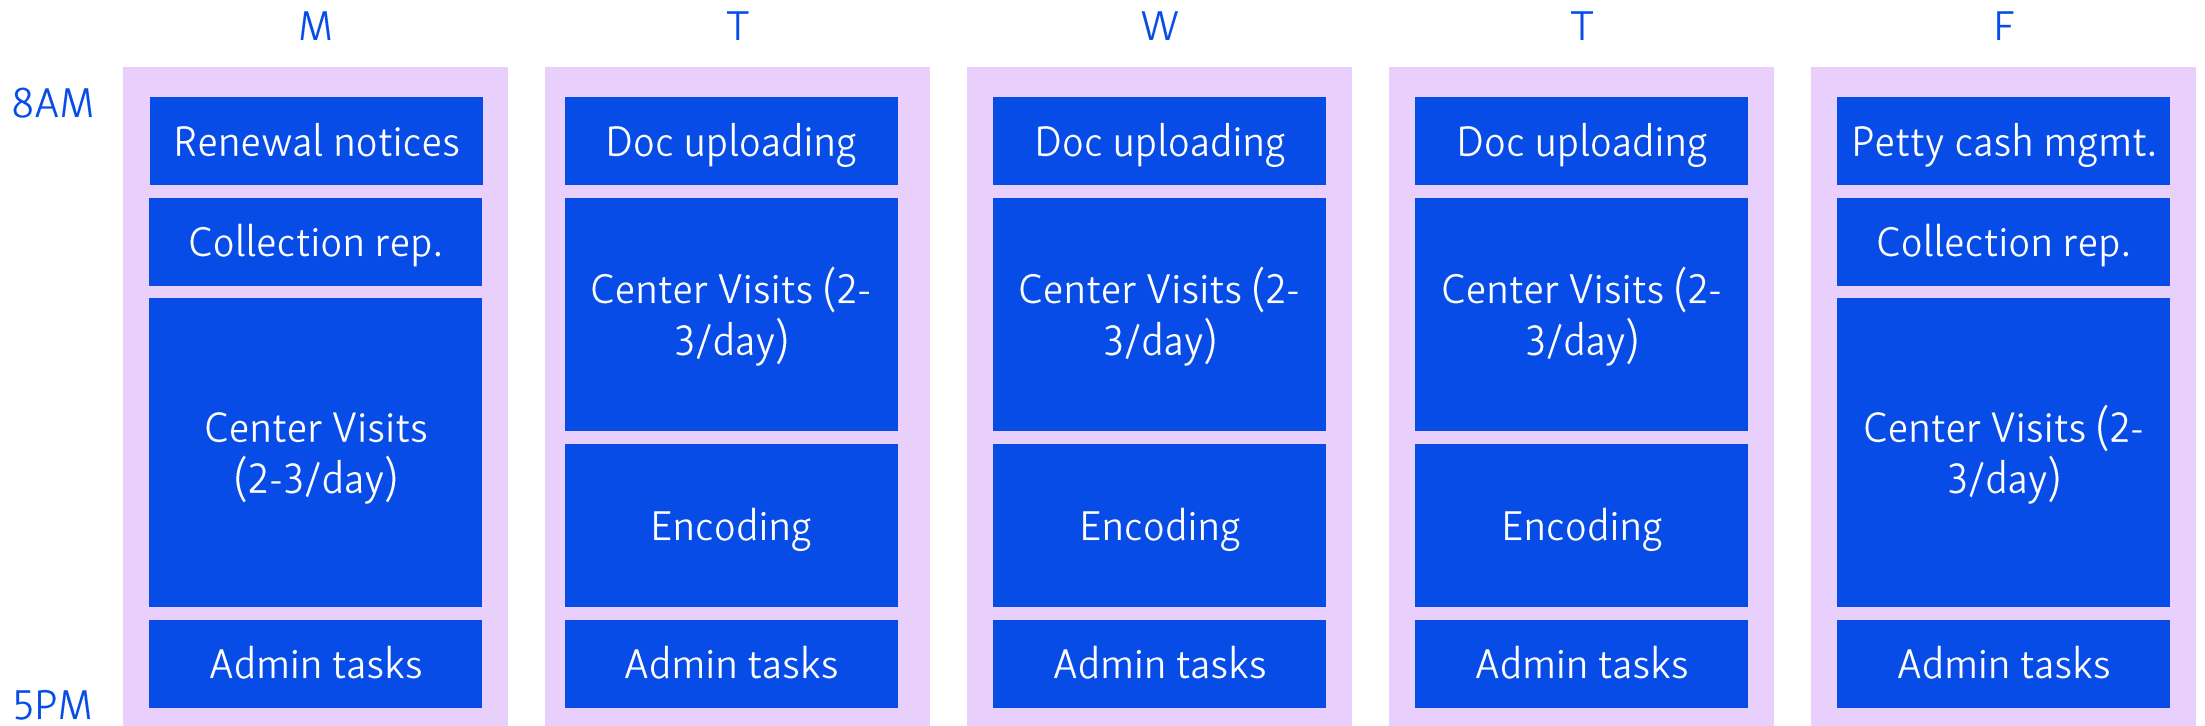 M
T
W
T
F
8AM
Renewal notices
Doc uploading
Doc uploading
Doc uploading
Petty cash mgmt.
Collection rep.
Collection rep.
Center Visits (2-
3/day)
Center Visits (2-
3/day)
Center Visits (2-
3/day)
Center Visits
(2-3/day)
Center Visits (2-
3/day)
Encoding
Encoding
Encoding
Admin tasks
Admin tasks
Admin tasks
Admin tasks
Admin tasks
5PM